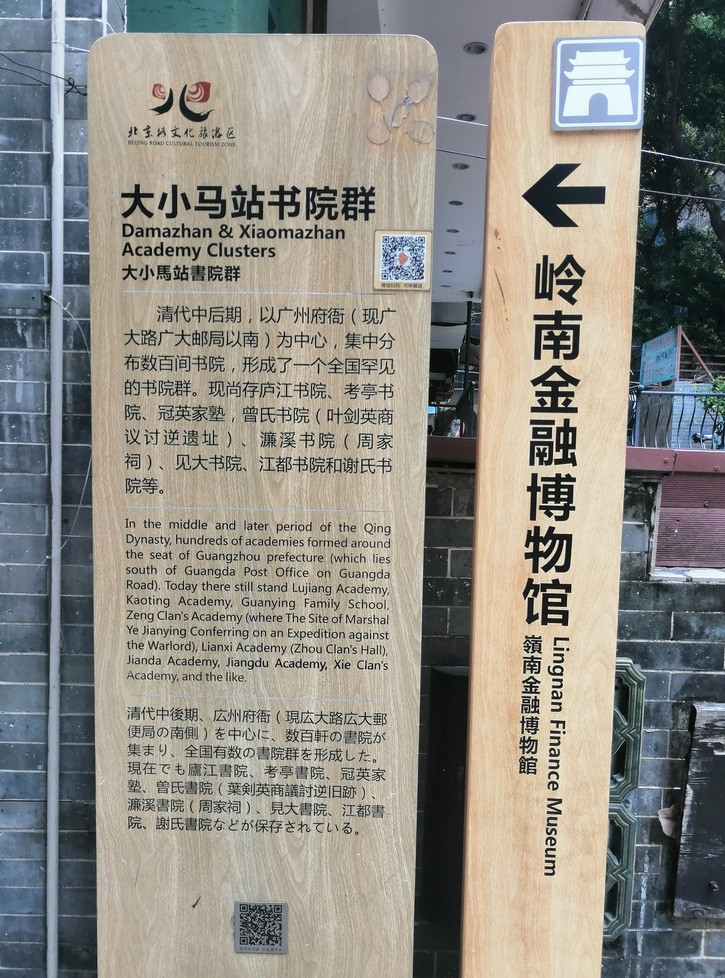 北京路文化旅游区
BEIJING ROAD CULTURAL TOURISM ZONE
大小马站书院群
Damazhan & Xiaomazhan
Academy Clusters
大小馬站書院群
清代中后期，以广州府衙（现广
大路广大邮局以南）为中心，集中分
布数百间书院，形成了一个全国罕见
的书院群。现尚存庐江书院、考亭书
院、冠英家塾，曾氏书院（叶剑英商
议讨逆遗址）、濂溪书院（周家
祠）、见大书院、江都书院和谢氏书
院等。
In the middle and later period of the Qing
Dynasty, hundreds of academies formed around
the seat of Guangzhou prefecture (which lies
south of Guangda Post Office on Guangda
Road). Today there still stand Lujiang Academy,
Kaoting Academy, Guanying Family School,
Zeng Clan's Academy (where The Site of Marshal
Ye Jianying Conferring on an Expedition against
the Warlord), Lianxi Academy (Zhou Clan's Hall),
Jianda Academy, Jiangdu Academy, Xie Clan's
Academy, and the like.
清代中後期、広州府衙（現広大路広大郵
便局の南側）を中心に、数百軒の書院が
集まり、全国有数の書院群を形成した。
現在でも廬江書院、考亭書院、冠英家
塾、曽氏書院（葉剣英商議討逆旧跡）、
濂溪書院（周家祠）、見大書院、江都書
院、謝氏書院などが保存されている。
岭南金融博物馆
Lingnan Finance Museum
嶺南金融博物館